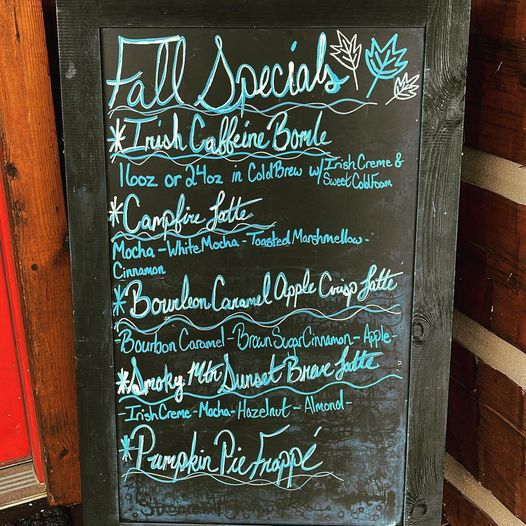 Fall Specials
*Irish Caffeine Bomb
16oz or 24oz in Cold Brew w/ Irish Creme &
Sweet Cold Foam
*Campfire Latte
Mocha - White Mocha - Toasted Marshmellow -
Cinnamon
*Bourbon Caramel Apple Crisp Latte
-Bourbon Caramel - Brown Sugar Cinnamon - Apple-
*Smoky Mtn Sunset Breve Latte
-Irish Creme - Mocha - Hazelnut - Almond -
*Pumpkin Pie Frappé